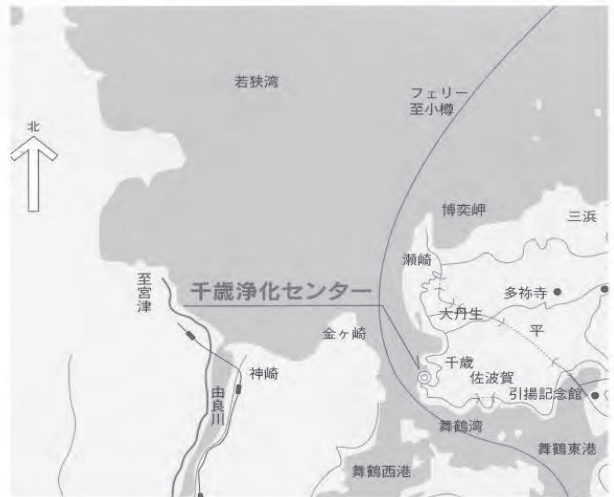 若狭湾
フェリー
至小樽
北
博奕岬
三浜
瀬崎
至宮津
千歳浄化センター
多祢寺
大丹生
平
金ヶ崎
千歳
神崎
佐波賀
引揚記念館
由良川
舞鶴湾
舞鶴東港
舞鶴西港